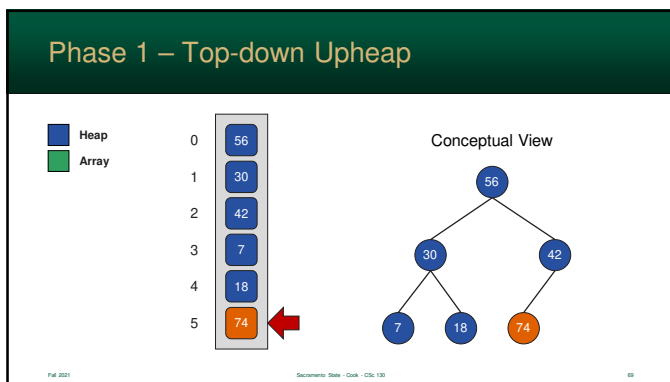 Phase 1 – Top-down Upheap
Heap
Array
0 56
1 30
2 42
3 7
4 18
5 74
Conceptual View
56
30 42
7 18 74
Fall 2021 Sacramento State - Cook - CSc 130 69